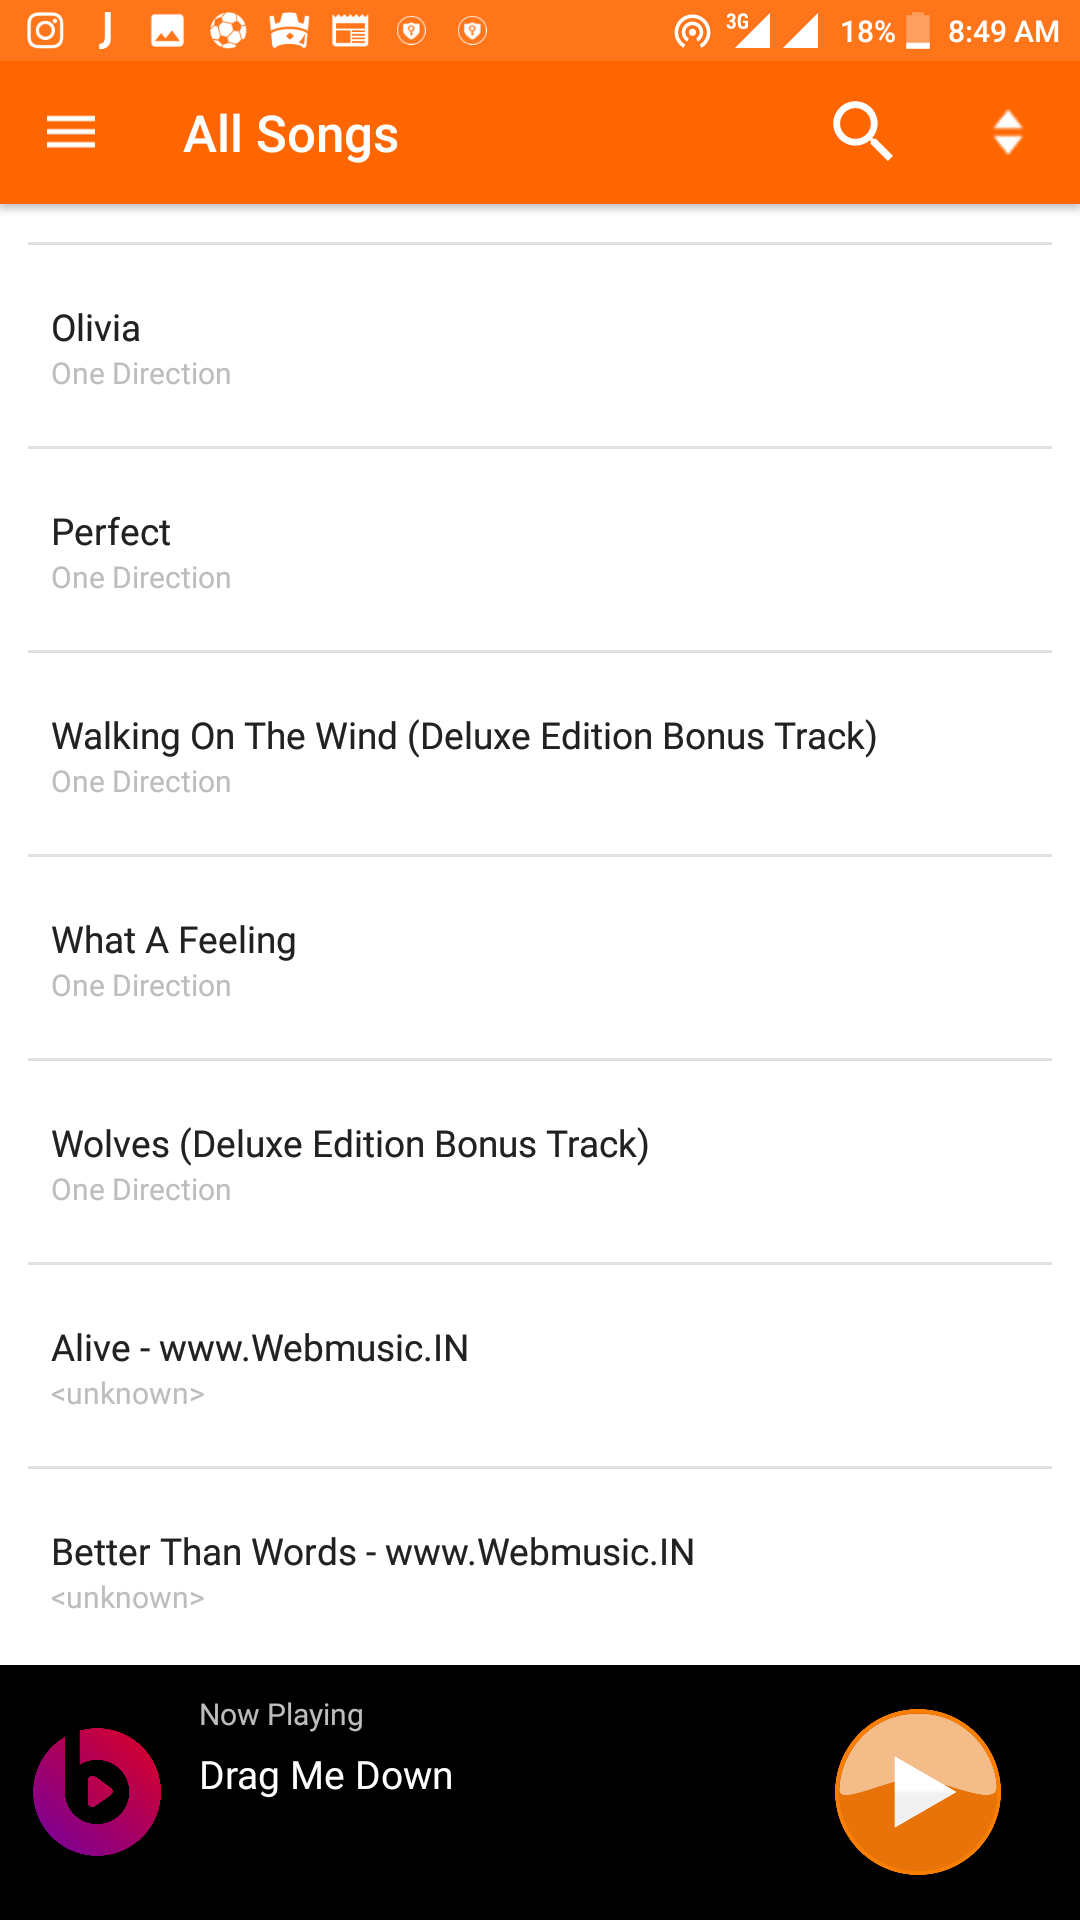 3G 18% 8:49 AM
All Songs
Olivia
One Direction
Perfect
One Direction
Walking On The Wind (Deluxe Edition Bonus Track)
One Direction
What A Feeling
One Direction
Wolves (Deluxe Edition Bonus Track)
One Direction
Alive - www.Webmusic.IN
<unknown>
Better Than Words - www.Webmusic.IN
<unknown>
Now Playing
Drag Me Down